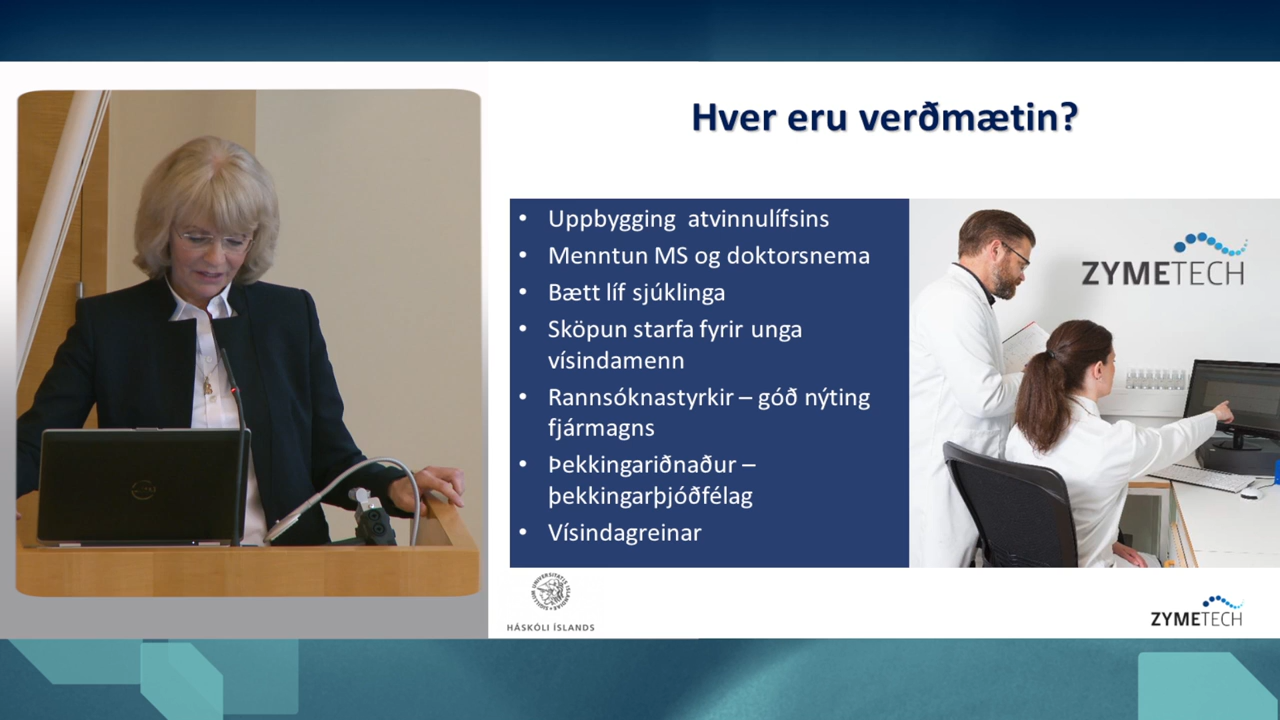 Hver eru verðmætin?
• Uppbygging atvinnulífsins
• Menntun MS og doktorsnema
• Bætt líf sjúklinga
• Sköpun starfa fyrir unga
vísindamenn
• Rannsóknastyrkir – góð nýting
fjármagns
• Þekkingariðnaður –
þekkingarþjóðfélag
• Vísindagreinar
ZYMETECH
HÁSKÓLI ÍSLANDS
ZYMETECH